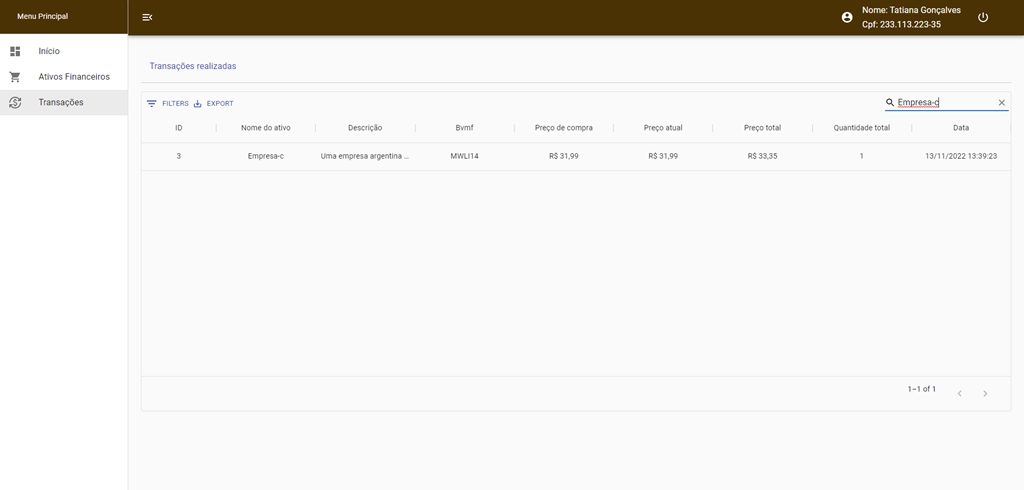 Menu Principal
Nome: Tatiana Gonçalves
Cpf: 233.113.223-35
Início
Ativos Financeiros
Transações
Transações realizadas
FILTERS EXPORT Empresa-c
ID Nome do ativo Descrição Bvmf Preço de compra Preço atual Preço total Quantidade total Data
3 Empresa-c Uma empresa argentina ... MWLI14 R$ 31,99 R$ 31,99 R$ 33,35 1 13/11/2022 13:39:23
1–1 of 1